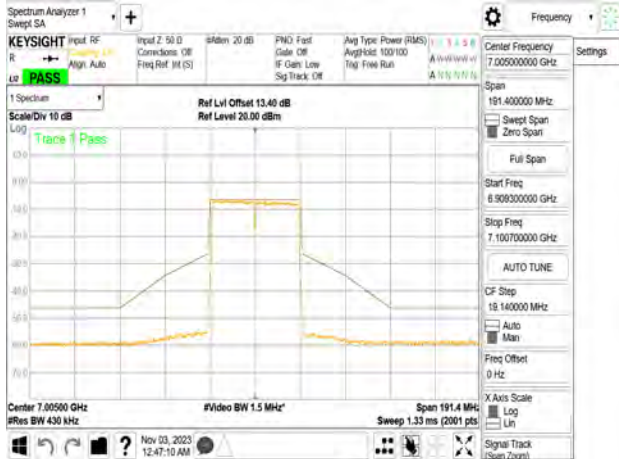 Spectrum Analyzer 1
Swept SA
+
Frequency
KEYSIGHT
R
L/2 PASS
Input: RF
Align: Auto
Input Z: 50 Ω
Corrections: Off
Freq Ref: Int (S)
#Atten: 20 dB
PNO: Fast
Gate: Off
IF Gain: Low
Sig Track: Off
Avg Type: Power (RMS)
Avg|Hold: 100/100
Trig: Free Run
1 2 3 4 5 6
A W W W W W
A N N N N N
Center Frequency
7.005000000 GHz
Settings
Span
191.400000 MHz
Swept Span
Zero Span
Full Span
Start Freq
6.909300000 GHz
Stop Freq
7.100700000 GHz
AUTO TUNE
CF Step
19.140000 MHz
Auto
Man
Freq Offset
0 Hz
X Axis Scale
Log
Lin
Signal Track
(Span Zoom)
1 Spectrum
Scale/Div 10 dB
Ref Lvl Offset 13.40 dB
Ref Level 20.00 dBm
Log
Trace 1 Pass
Center 7.00500 GHz
#Res BW 430 kHz
#Video BW 1.5 MHz*
Span 191.4 MHz
Sweep 1.33 ms (2001 pts)
?
Nov 03, 2023
12:47:10 AM